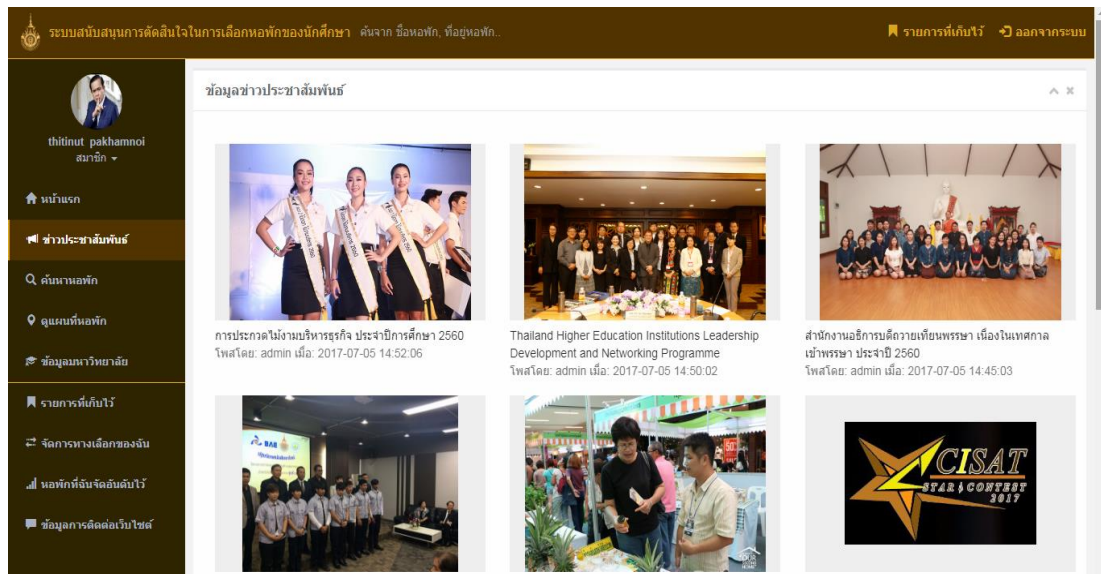 ระบบสนับสนุนการตัดสินใจในการเลือกหอพักของนักศึกษา ค้นจาก ชื่อหอพัก, ที่อยู่หอพัก..
รายการที่เก็บไว้ ออกจากระบบ
thitinut pakhamnoi
สมาชิก
หน้าแรก
ข่าวประชาสัมพันธ์
ค้นหาหอพัก
ดูแผนที่หอพัก
ข้อมูลมหาวิทยาลัย
รายการที่เก็บไว้
จัดการทางเลือกของฉัน
หอพักที่ฉันจัดอันดับไว้
ข้อมูลการติดต่อเว็บไซต์
ข้อมูลข่าวประชาสัมพันธ์
การประกวดไม้งามบริหารธุรกิจ ประจำปีการศึกษา 2560
โพสโดย: admin เมื่อ: 2017-07-05 14:52:06
Thailand Higher Education Institutions Leadership
Development and Networking Programme
โพสโดย: admin เมื่อ: 2017-07-05 14:50:02
สำนักงานอธิการบดีถวายเทียนพรรษา เนื่องในเทศกาล
เข้าพรรษา ประจำปี 2560
โพสโดย: admin เมื่อ: 2017-07-05 14:45:03
CISAT
STAR CONTEST
2017